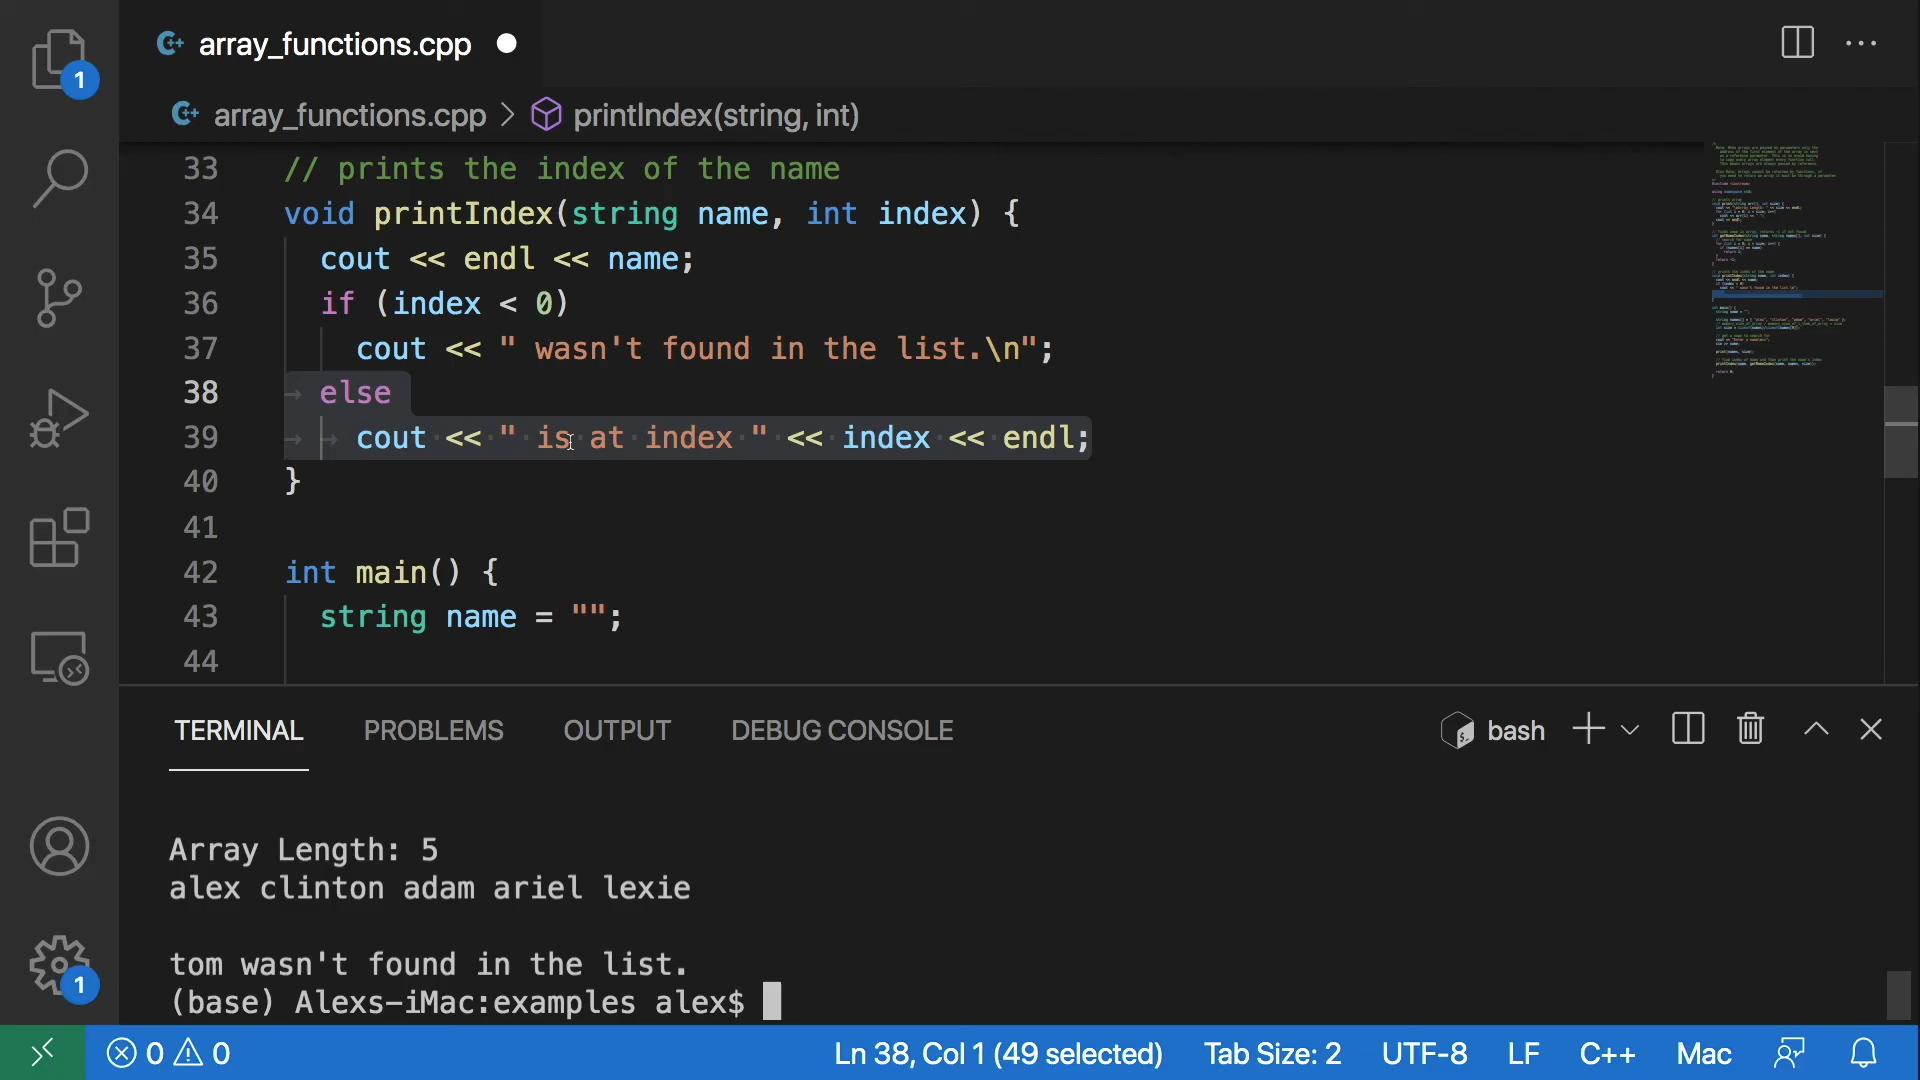 array_functions.cpp
array_functions.cpp > printIndex(string, int)
33 // prints the index of the name
34 void printIndex(string name, int index) {
35 cout << endl << name;
36 if (index < 0)
37 cout << " wasn't found in the list.\n";
38 else
39 cout << " is at index " << index << endl;
40 }
41
42 int main() {
43 string name = "";
44
TERMINAL PROBLEMS OUTPUT DEBUG CONSOLE bash
Array Length: 5
alex clinton adam ariel lexie
tom wasn't found in the list.
(base) Alexs-iMac:examples alex$
1
1
0 0 Ln 38, Col 1 (49 selected) Tab Size: 2 UTF-8 LF C++ Mac